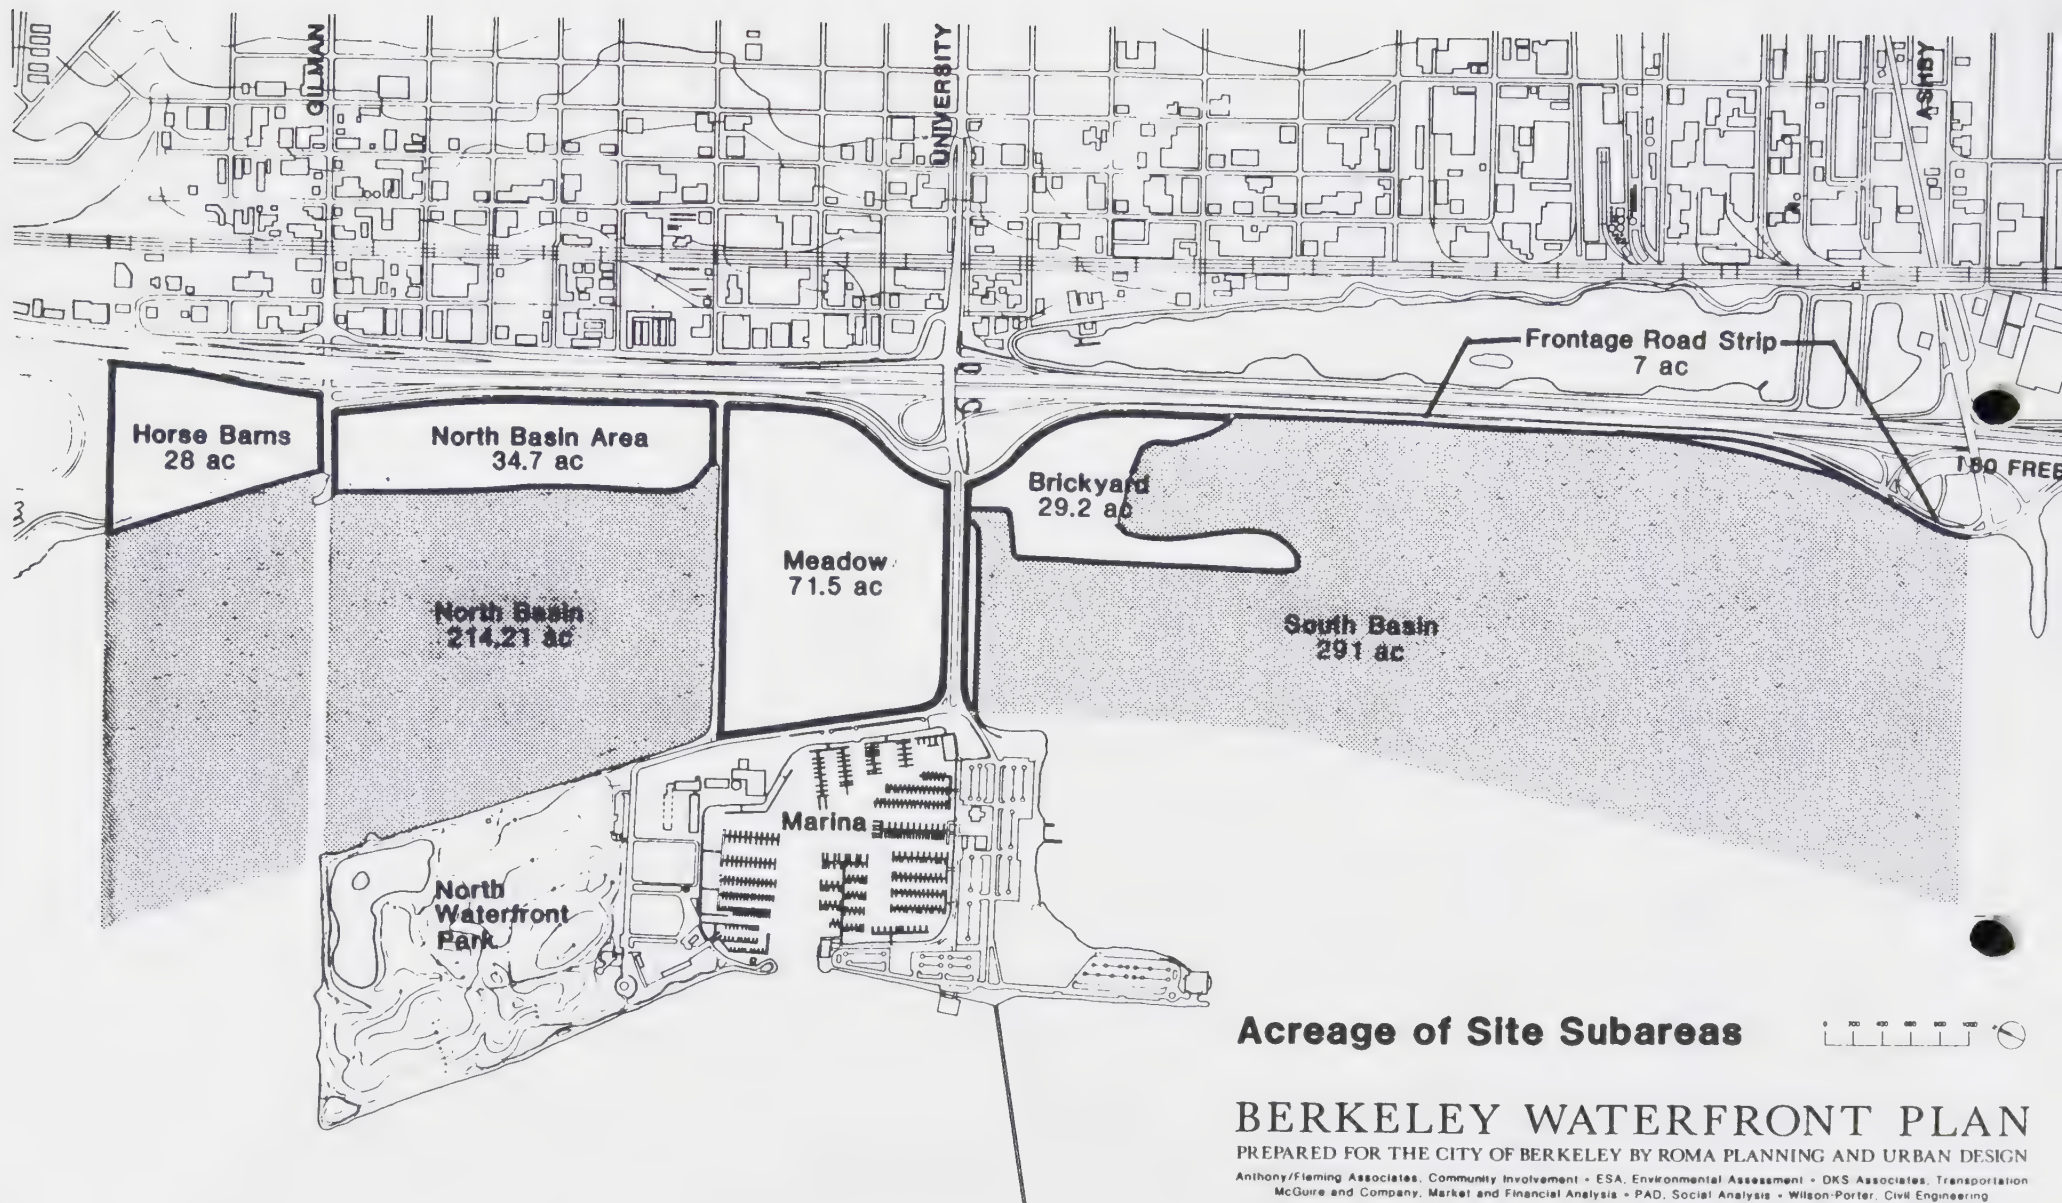 GILMAN
UNIVERSITY
ASHBY
Frontage Road Strip
7 ac
Horse Barns
28 ac
North Basin Area
34.7 ac
I 80 FREE
Brickyard
29.2 ac
Meadow
71.5 ac
North Basin
214.21 ac
South Basin
291 ac
Marina
North
Waterfront
Park
Acreage of Site Subareas
BERKELEY WATERFRONT PLAN
PREPARED FOR THE CITY OF BERKELEY BY ROMA PLANNING AND URBAN DESIGN
Anthony/Fleming Associates, Community Involvement • ESA, Environmental Assessment • DKS Associates, Transportation
McGuire and Company, Market and Financial Analysis • PAD, Social Analysis • Wilson-Porter, Civil Engineering